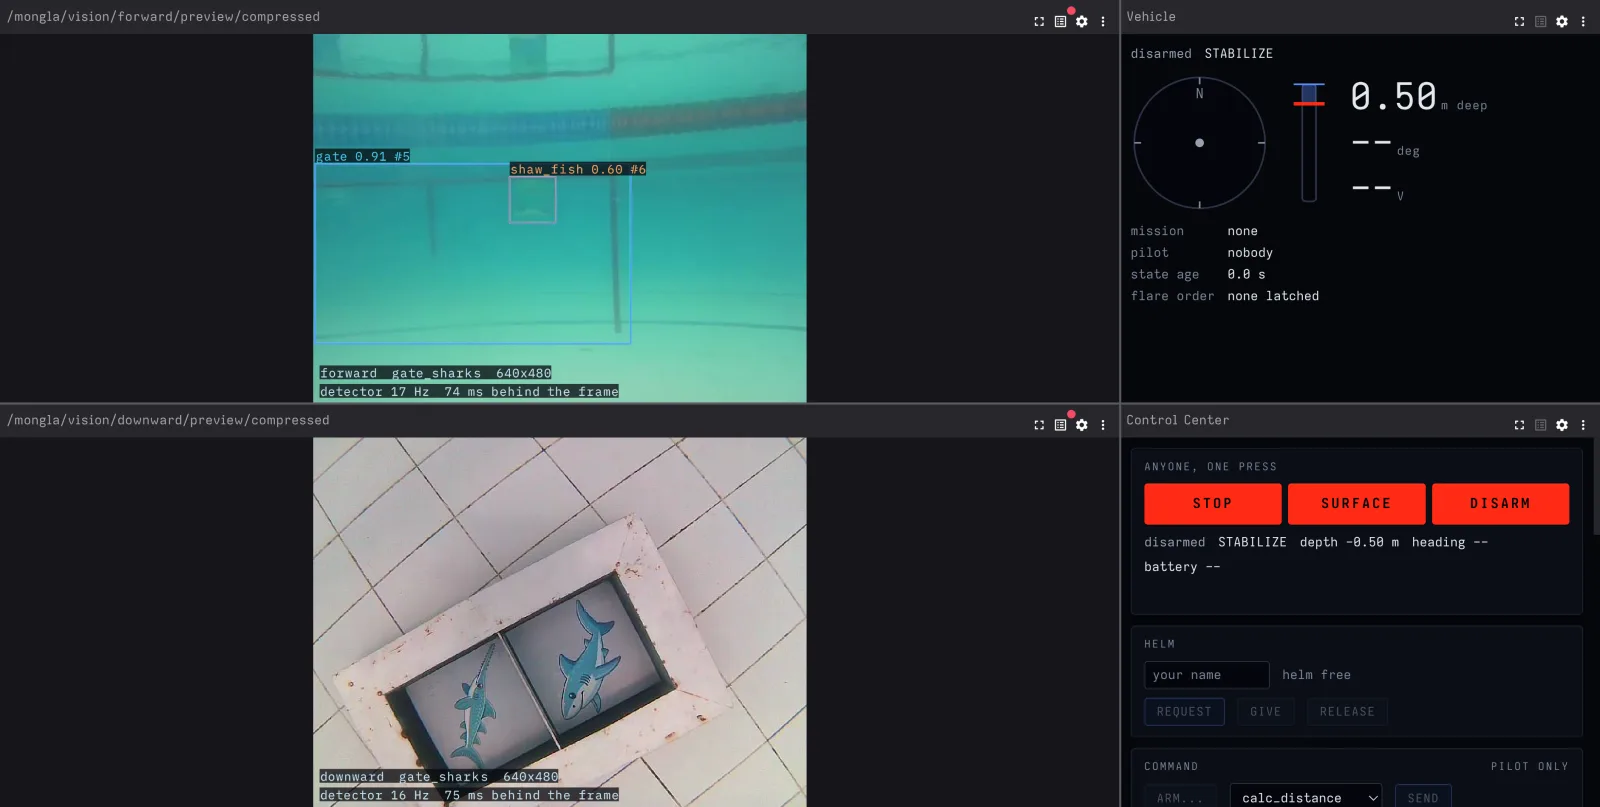 /mongla/vision/forward/preview/compressed
gate 0.91 #5
shaw_fish 0.60 #6
forward gate_sharks 640x480
detector 17 Hz 74 ms behind the frame
Vehicle
disarmed STABILIZE
N
0.50 m deep
-- deg
-- V
mission none
pilot nobody
state age 0.0 s
flare order none latched
/mongla/vision/downward/preview/compressed
downward gate_sharks 640x480
detector 16 Hz 75 ms behind the frame
Control Center
ANYONE, ONE PRESS
STOP SURFACE DISARM
disarmed STABILIZE depth -0.50 m heading --
battery --
HELM
your name helm free
REQUEST GIVE RELEASE
COMMAND PILOT ONLY
ARM... calc_distance SEND